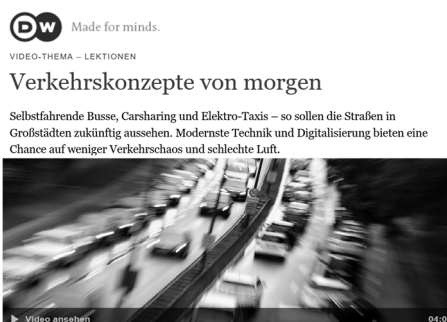 DW Made for minds.
VIDEO-THEMA – LEKTIONEN
Verkehrskonzepte von morgen
Selbstfahrende Busse, Carsharing und Elektro-Taxis – so sollen die Straßen in
Großstädten zukünftig aussehen. Modernste Technik und Digitalisierung bieten eine
Chance auf weniger Verkehrschaos und schlechte Luft.
Video ansehen